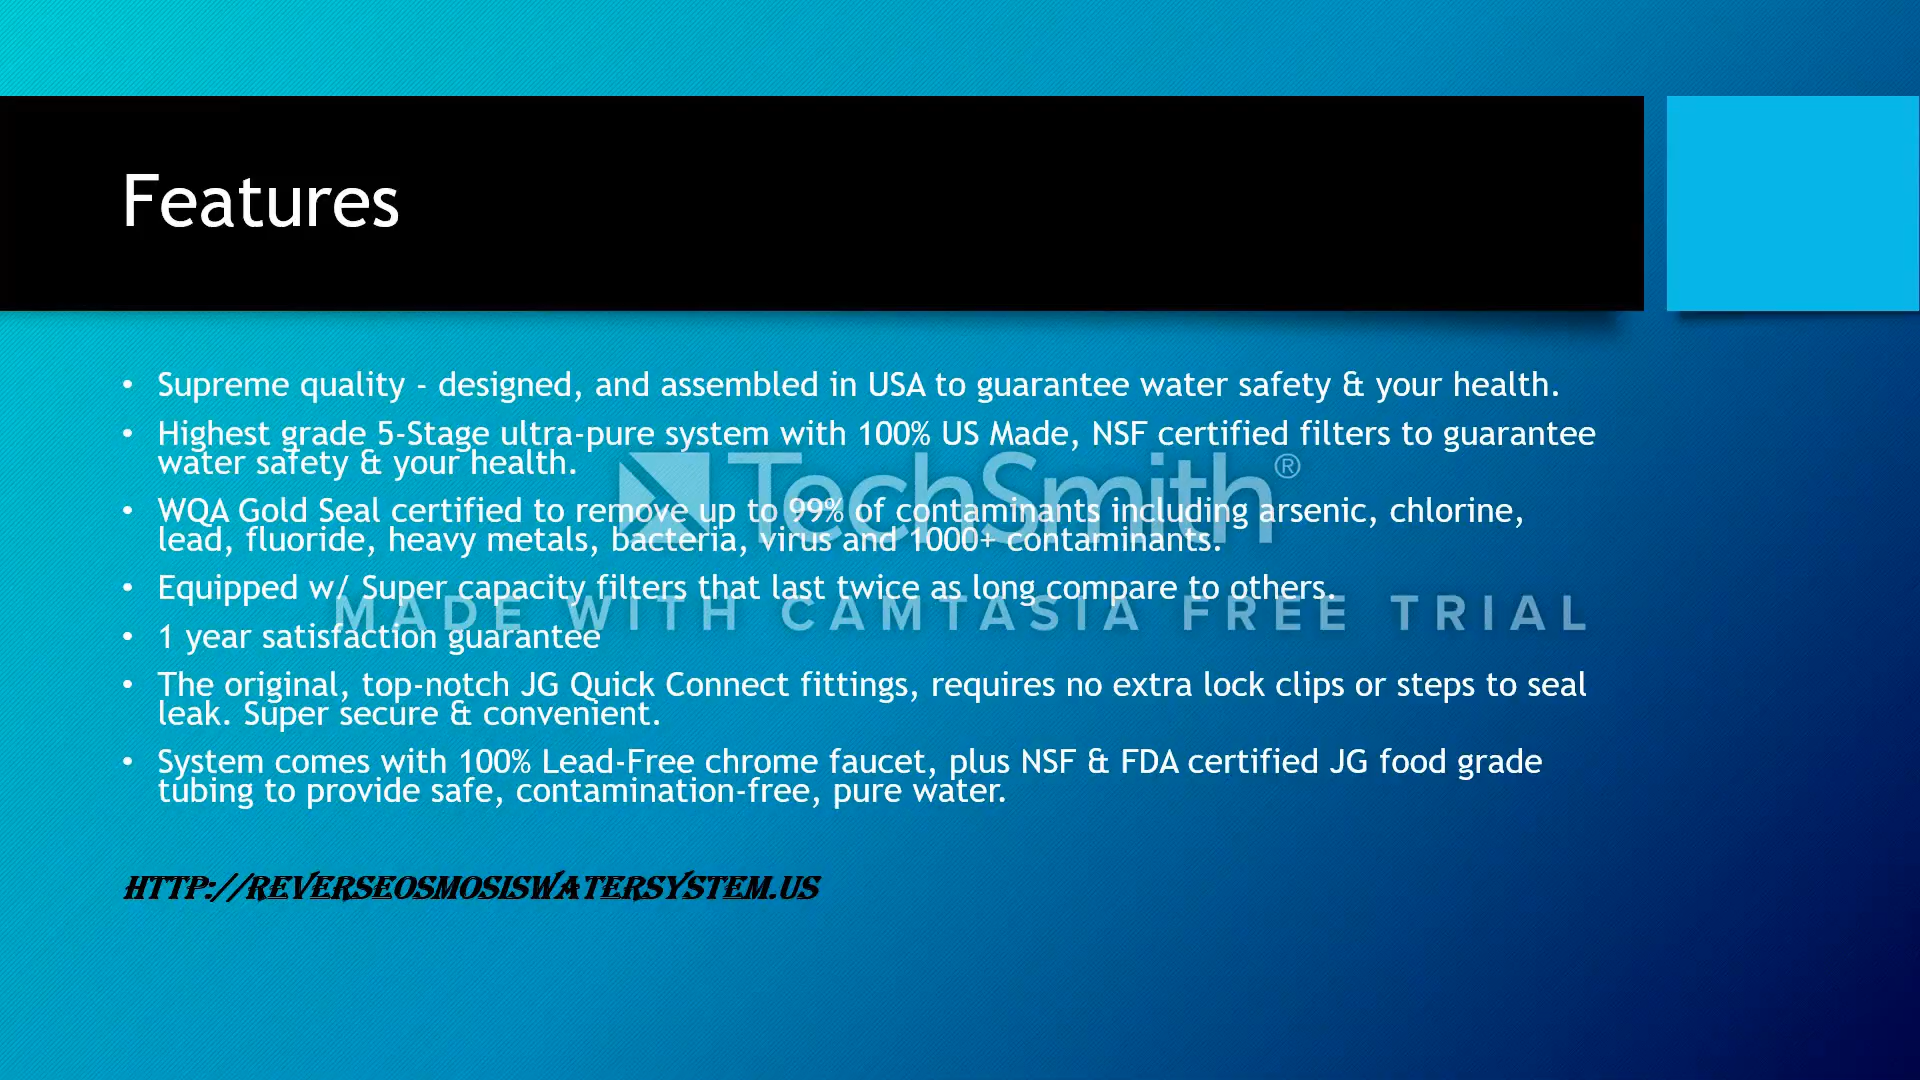 Features
• Supreme quality - designed, and assembled in USA to guarantee water safety & your health.
• Highest grade 5-Stage ultra-pure system with 100% US Made, NSF certified filters to guarantee
water safety & your health.
TechSmith®
• WQA Gold Seal certified to remove up to 99% of contaminants including arsenic, chlorine,
lead, fluoride, heavy metals, bacteria, virus and 1000+ contaminants.
• Equipped w/ Super capacity filters that last twice as long compare to others.
MADE WITH CAMTASIA FREE TRIAL
• 1 year satisfaction guarantee
• The original, top-notch JG Quick Connect fittings, requires no extra lock clips or steps to seal
leak. Super secure & convenient.
• System comes with 100% Lead-Free chrome faucet, plus NSF & FDA certified JG food grade
tubing to provide safe, contamination-free, pure water.
HTTP://REVERSEOSMOSISWATERSYSTEM.US